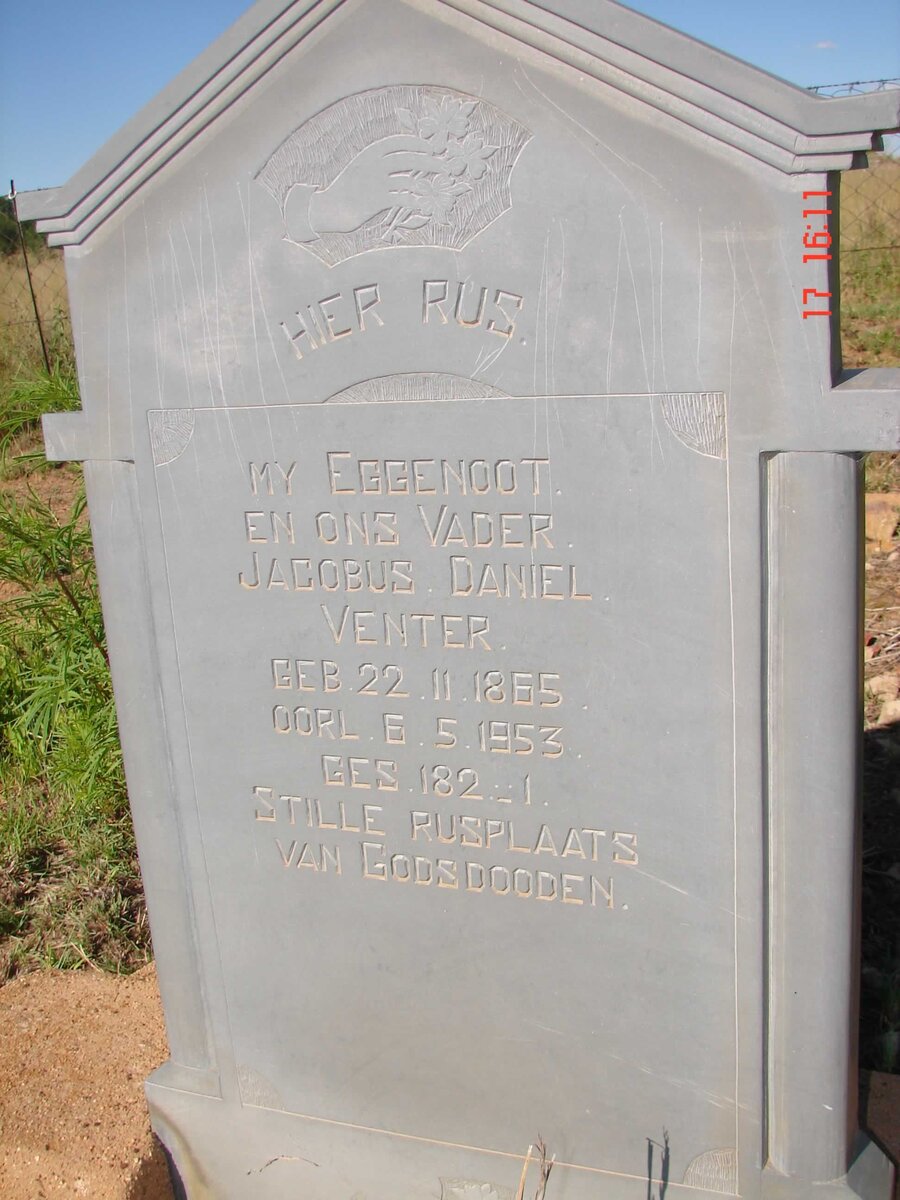 HIER RUS.
MY EGGENOOT.
EN ONS VADER.
JACOBUS. DANIEL.
VENTER.
GEB. 22. 11. 1865.
OORL. 6. 5. 1953.
GES. 182..1.
STILLE RUSPLAATS
VAN GODSDOODEN.
17 16:11